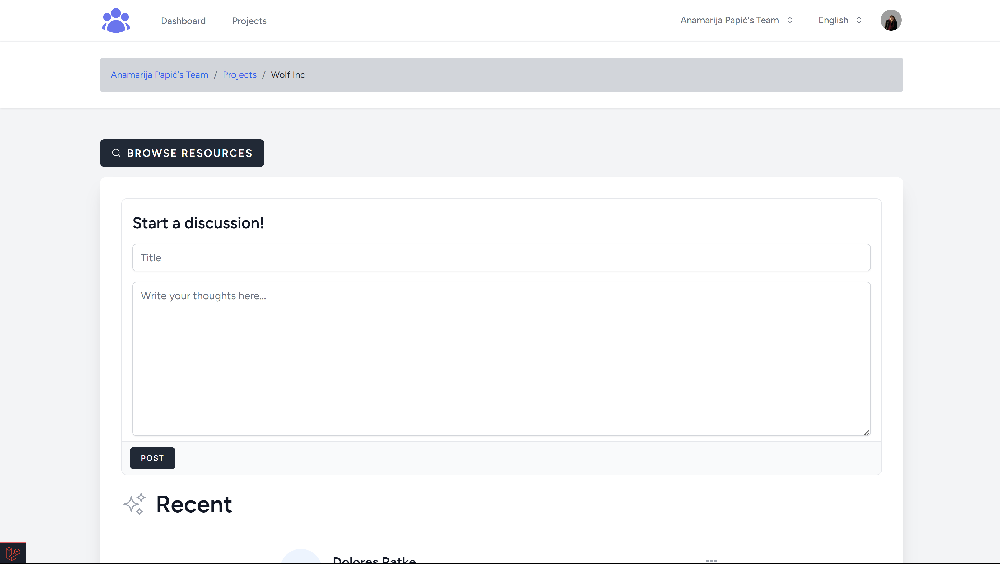 Dashboard Projects Anamarija Papić's Team English
Anamarija Papić's Team / Projects / Wolf Inc
BROWSE RESOURCES
Start a discussion!
Title
Write your thoughts here...
POST
Recent
Dolores Ratke